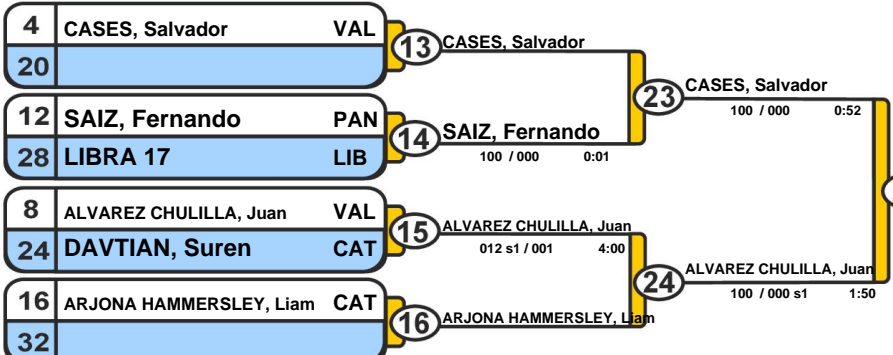 4 CASES, Salvador VAL
20
13 CASES, Salvador
12 SAIZ, Fernando PAN
28 LIBRA 17 LIB
14 SAIZ, Fernando
100 / 000 0:01
23 CASES, Salvador
100 / 000 0:52
8 ALVAREZ CHULILLA, Juan VAL
24 DAVTIAN, Suren CAT
15 ALVAREZ CHULILLA, Juan
012 s1 / 001 4:00
16 ARJONA HAMMERSLEY, Liam CAT
32
16 ARJONA HAMMERSLEY, Liam
24 ALVAREZ CHULILLA, Juan
100 / 000 s1 1:50